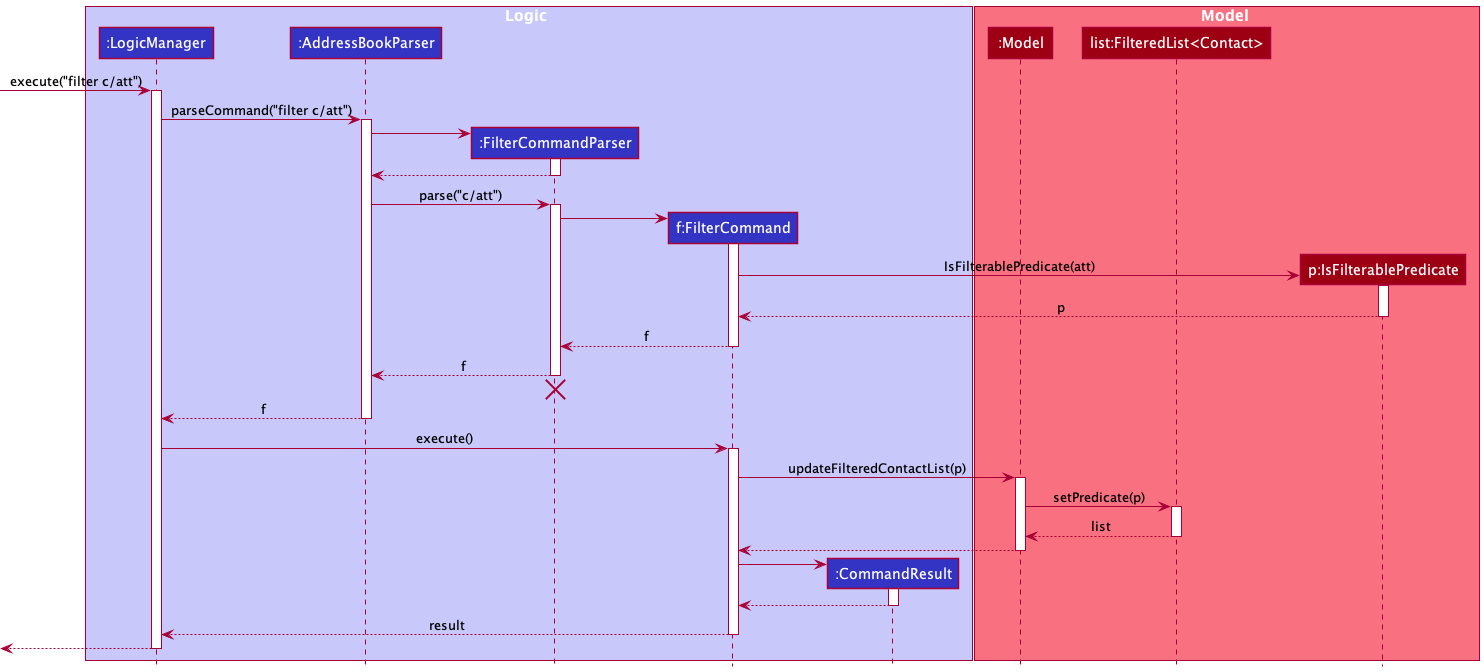 Logic
Model
:LogicManager
:AddressBookParser
:Model
list:FilteredList<Contact>
execute("filter c/att")
parseCommand("filter c/att")
:FilterCommandParser
parse("c/att")
f:FilterCommand
IsFilterablePredicate(att)
p:IsFilterablePredicate
p
f
f
f
execute()
updateFilteredContactList(p)
setPredicate(p)
list
:CommandResult
result